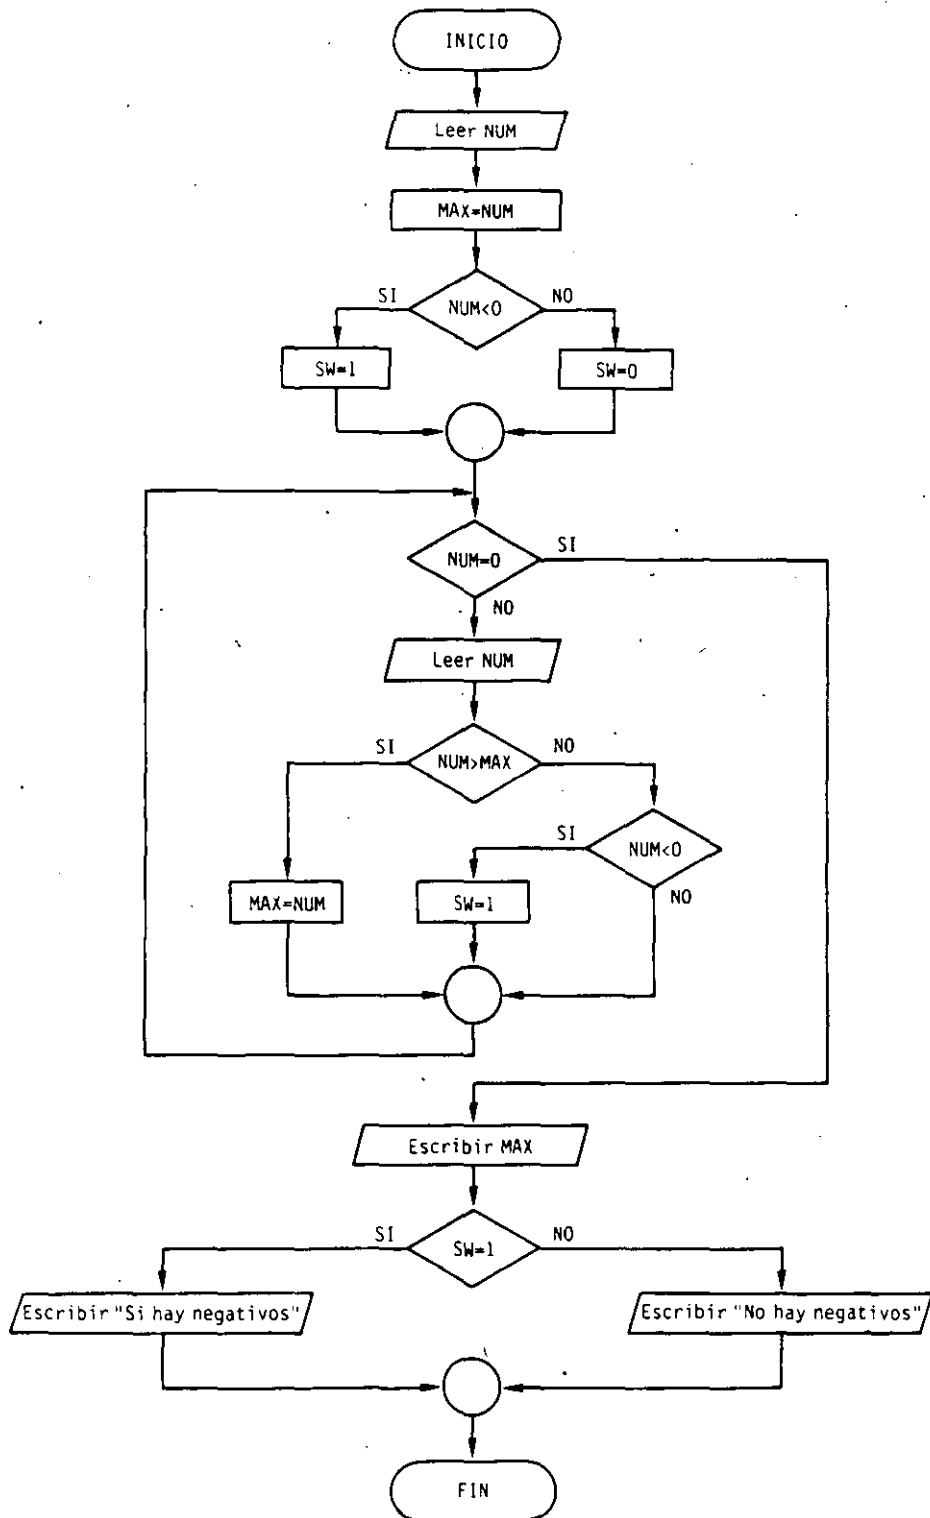 INICIO
Leer NUM
MAX=NUM
SI
NUM<0
NO
SW=1
SW=0
NUM=0
SI
NO
Leer NUM
SI
NUM>MAX
NO
SI
NUM<0
NO
MAX=NUM
SW=1
Escribir MAX
SI
SW=1
NO
Escribir "Si hay negativos"
Escribir "No hay negativos"
FIN